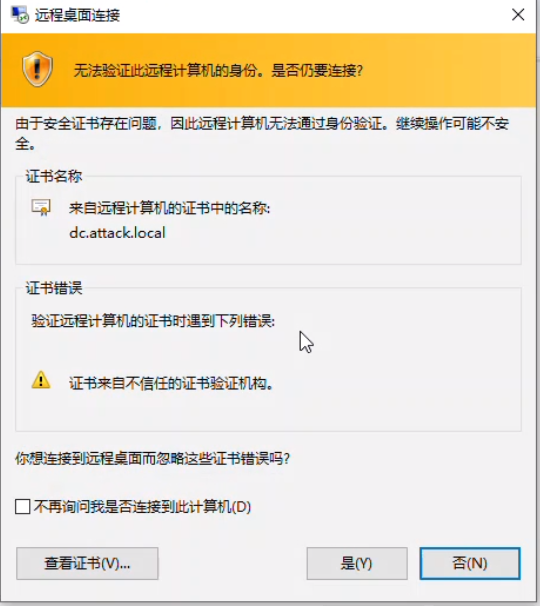 远程桌面连接
无法验证此远程计算机的身份。是否仍要连接?
由于安全证书存在问题，因此远程计算机无法通过身份验证。继续操作可能不安
全。
证书名称
来自远程计算机的证书中的名称:
dc.attack.local
证书错误
验证远程计算机的证书时遇到下列错误:
证书来自不信任的证书验证机构。
你想连接到远程桌面而忽略这些证书错误吗?
不再询问我是否连接到此计算机(D)
查看证书(V)...
是(Y)
否(N)